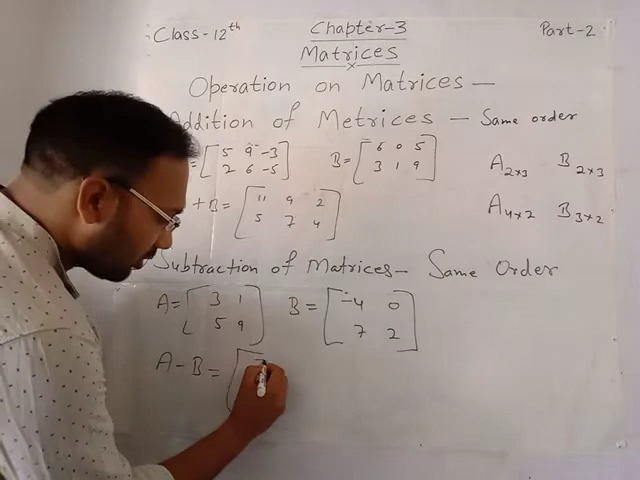 Class-12th Chapter-3 Part-2
Matrices
Operation on Matrices —
Addition of Metrices — Same order
= [ 5 9 -3 B = [ 6 0 5 A2×3 B2×3
2 6 -5 ] 3 1 9 ]
+ B = [ 11 9 2 A4×2 B3×2
5 7 4 ]
Subtraction of Matrices — Same Order
A = [ 3 1 B = [ -4 0
5 9 ] 7 2 ]
A - B = [